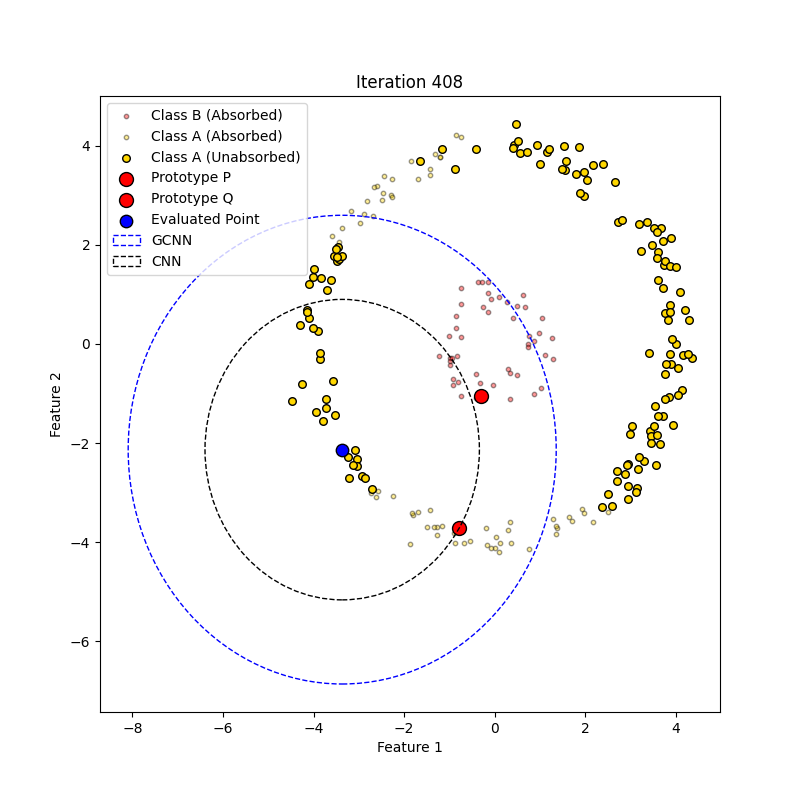 Iteration 408
Class B (Absorbed)
Class A (Absorbed)
Class A (Unabsorbed)
Prototype P
Prototype Q
Evaluated Point
GCNN
CNN
4
2
0
−2
−4
−6
Feature 2
−8
−6
−4
−2
0
2
4
Feature 1